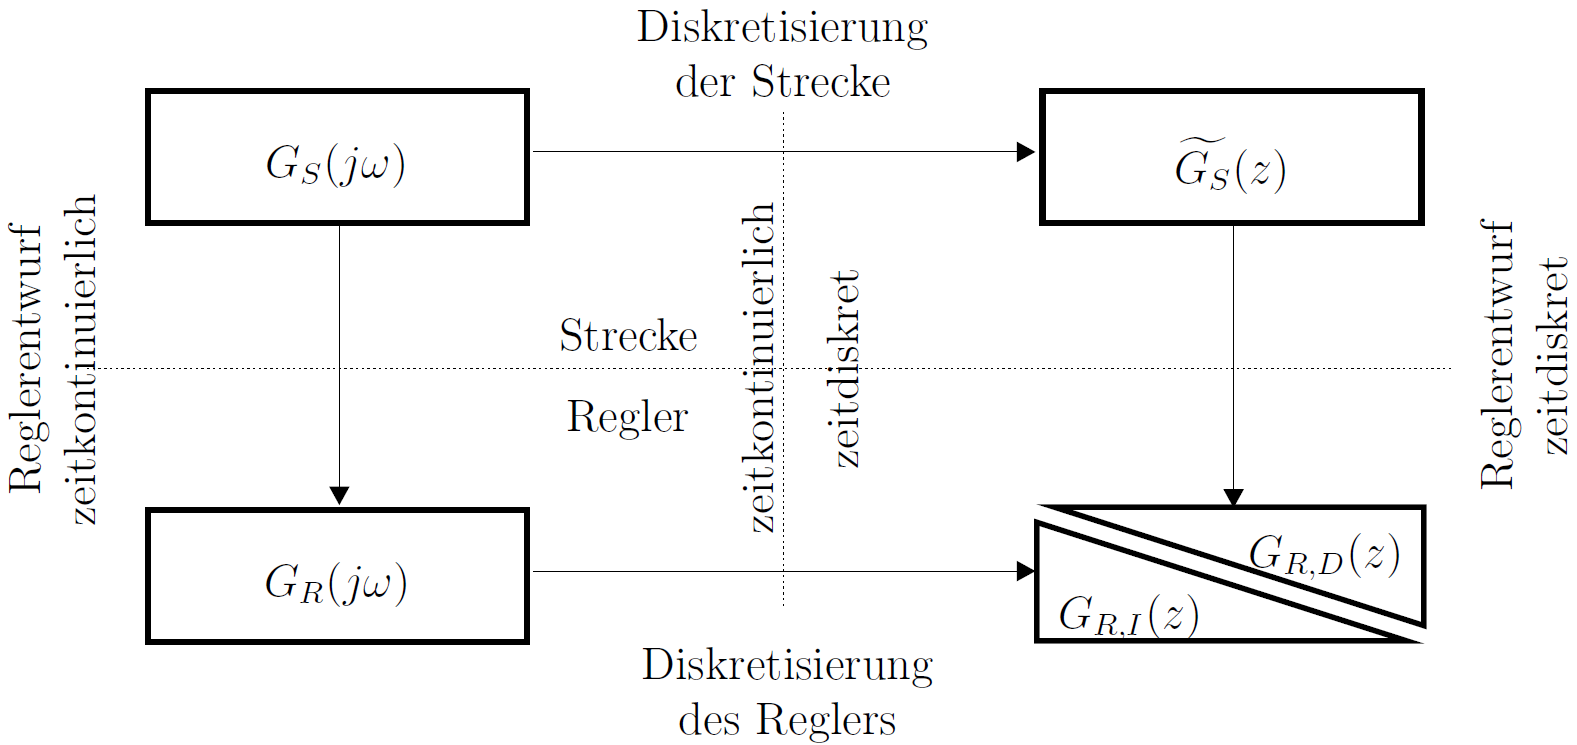 Diskretisierung
der Strecke
$G_S(j\omega)$
$\widetilde{G}_S(z)$
Reglerentwurf
zeitkontinuierlich
Strecke
Regler
zeitkontinuierlich
zeitdiskret
Reglerentwurf
zeitdiskret
$G_R(j\omega)$
$G_{R,D}(z)$
$G_{R,I}(z)$
Diskretisierung
des Reglers